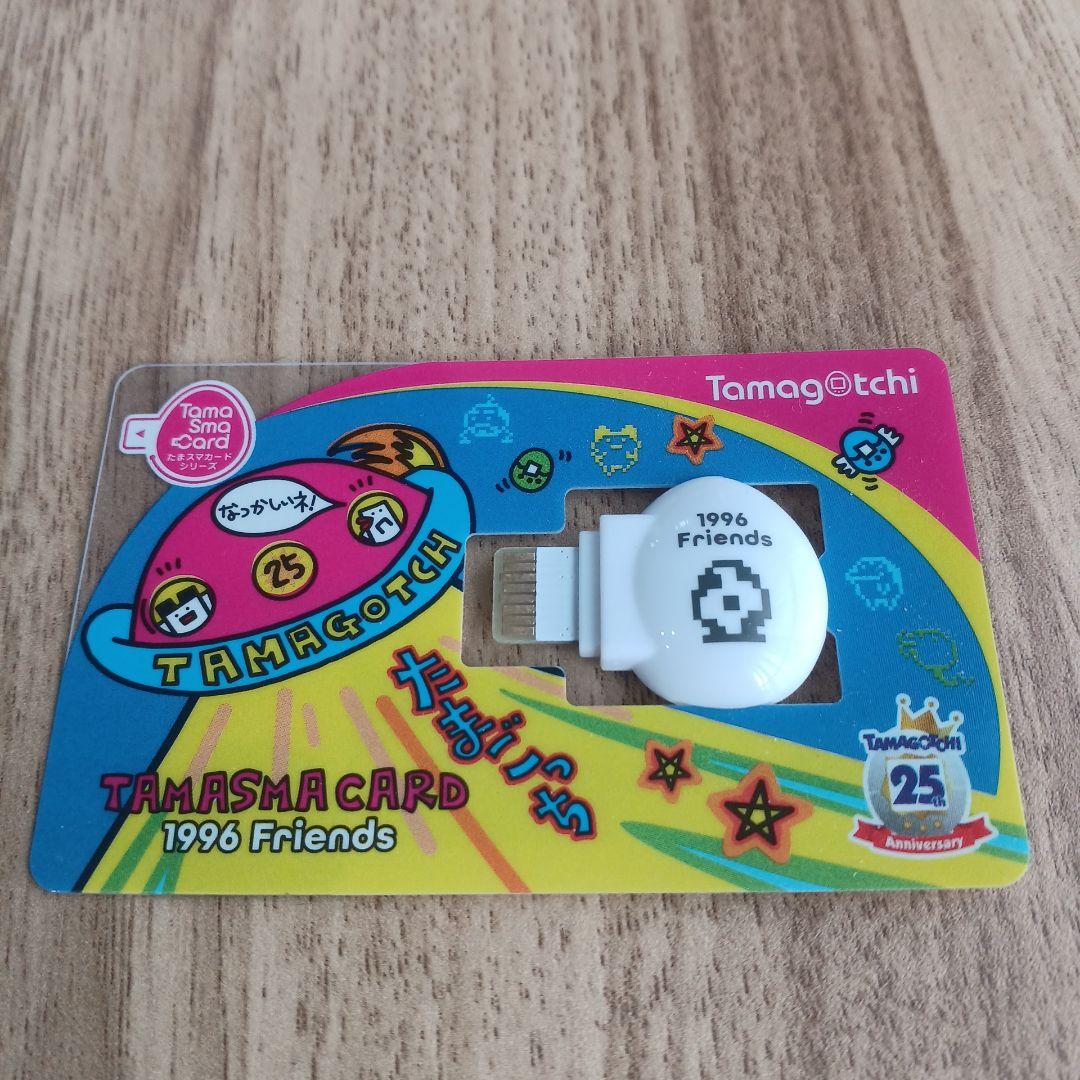 Tamagotchi
Tama
Sma
Card
たまスマカード
シリーズ
なつかしいネ!
25
TAMAGOTCH
1996
Friends
たまごっち
TAMASMA CARD
1996 Friends
TAMAGOTCHI
25th
Anniversary